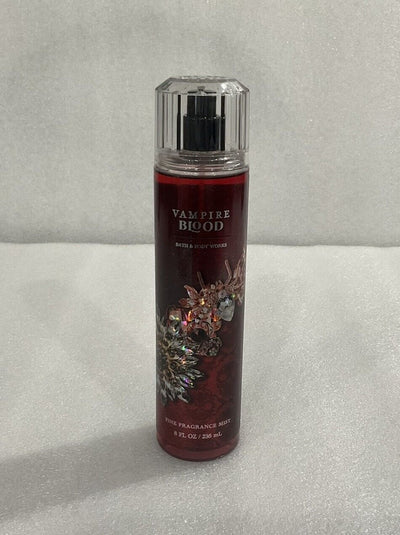 VAMPIRE
BLOOD
BATH & BODY WORKS
FINE FRAGRANCE MIST
8 FL OZ / 236 mL